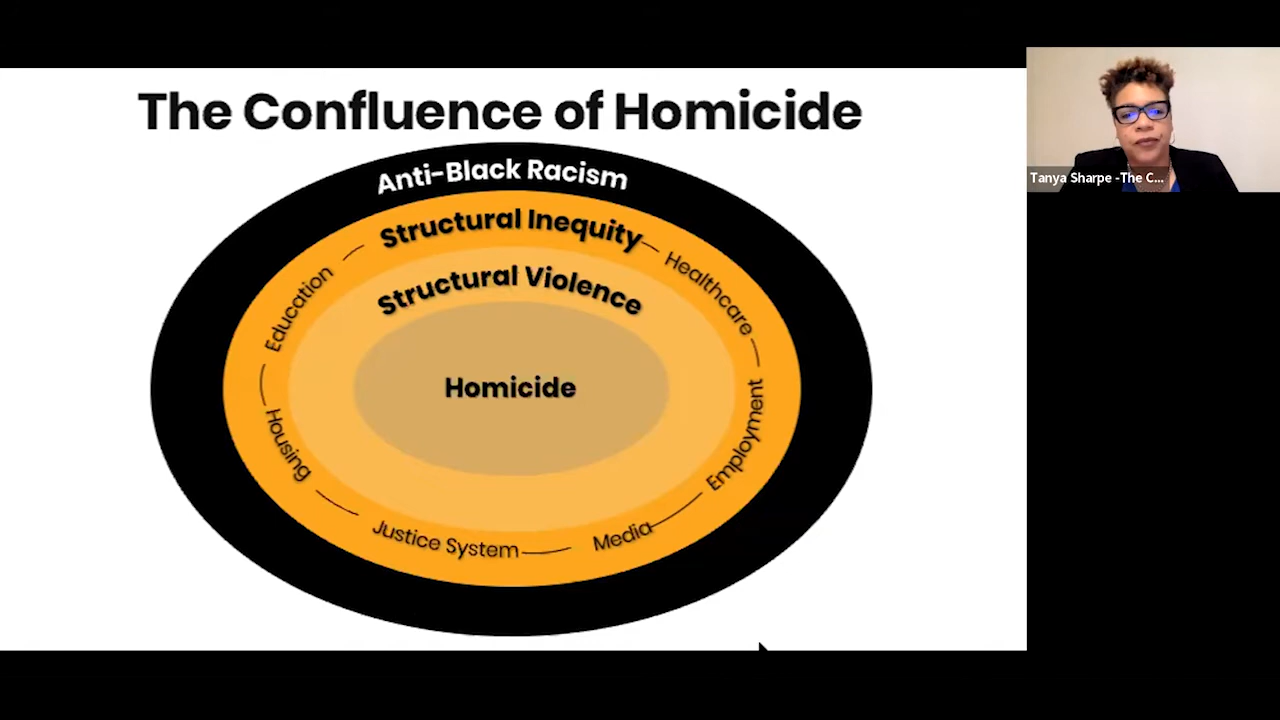 The Confluence of Homicide
Anti-Black Racism
Structural Inequity
Healthcare
Education
Structural Violence
Homicide
Employment
Housing
Justice System
Media
Tanya Sharpe -The C...